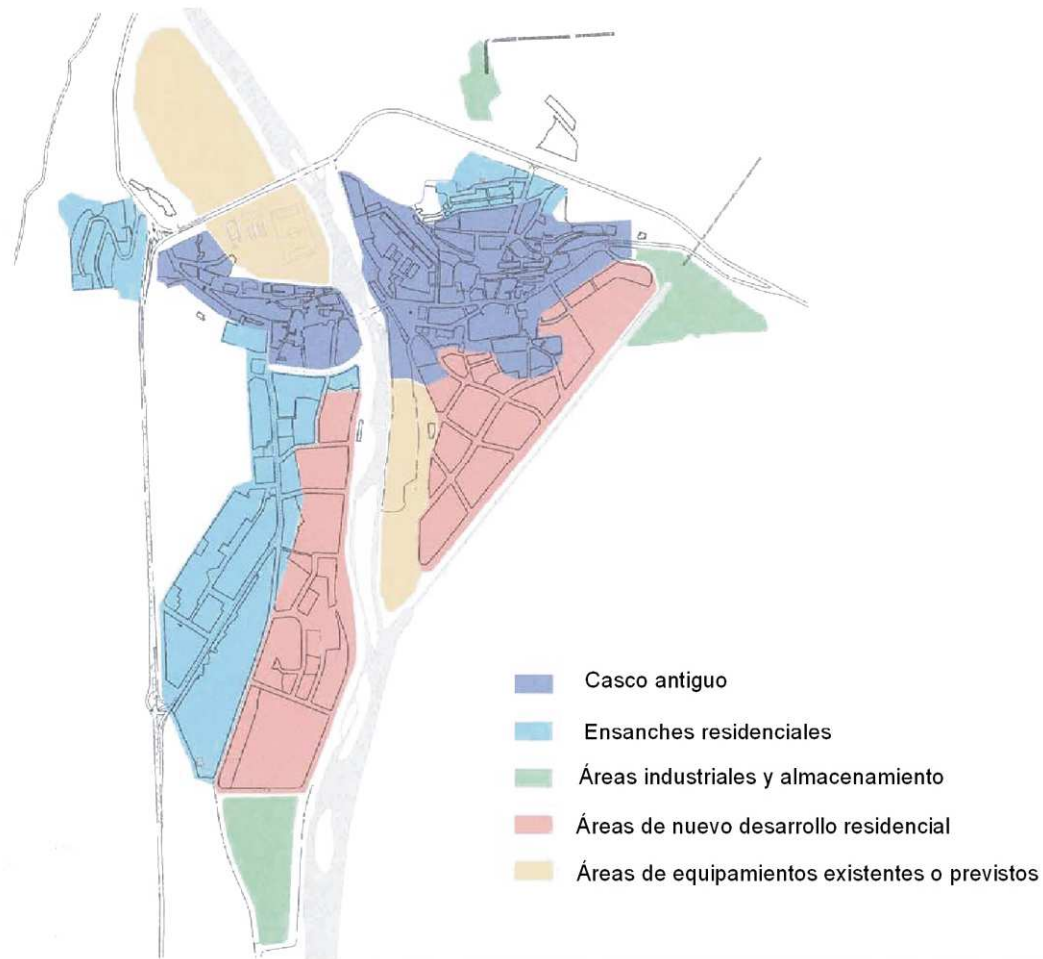 Casco antiguo
Ensanches residenciales
Áreas industriales y almacenamiento
Áreas de nuevo desarrollo residencial
Áreas de equipamientos existentes o previstos